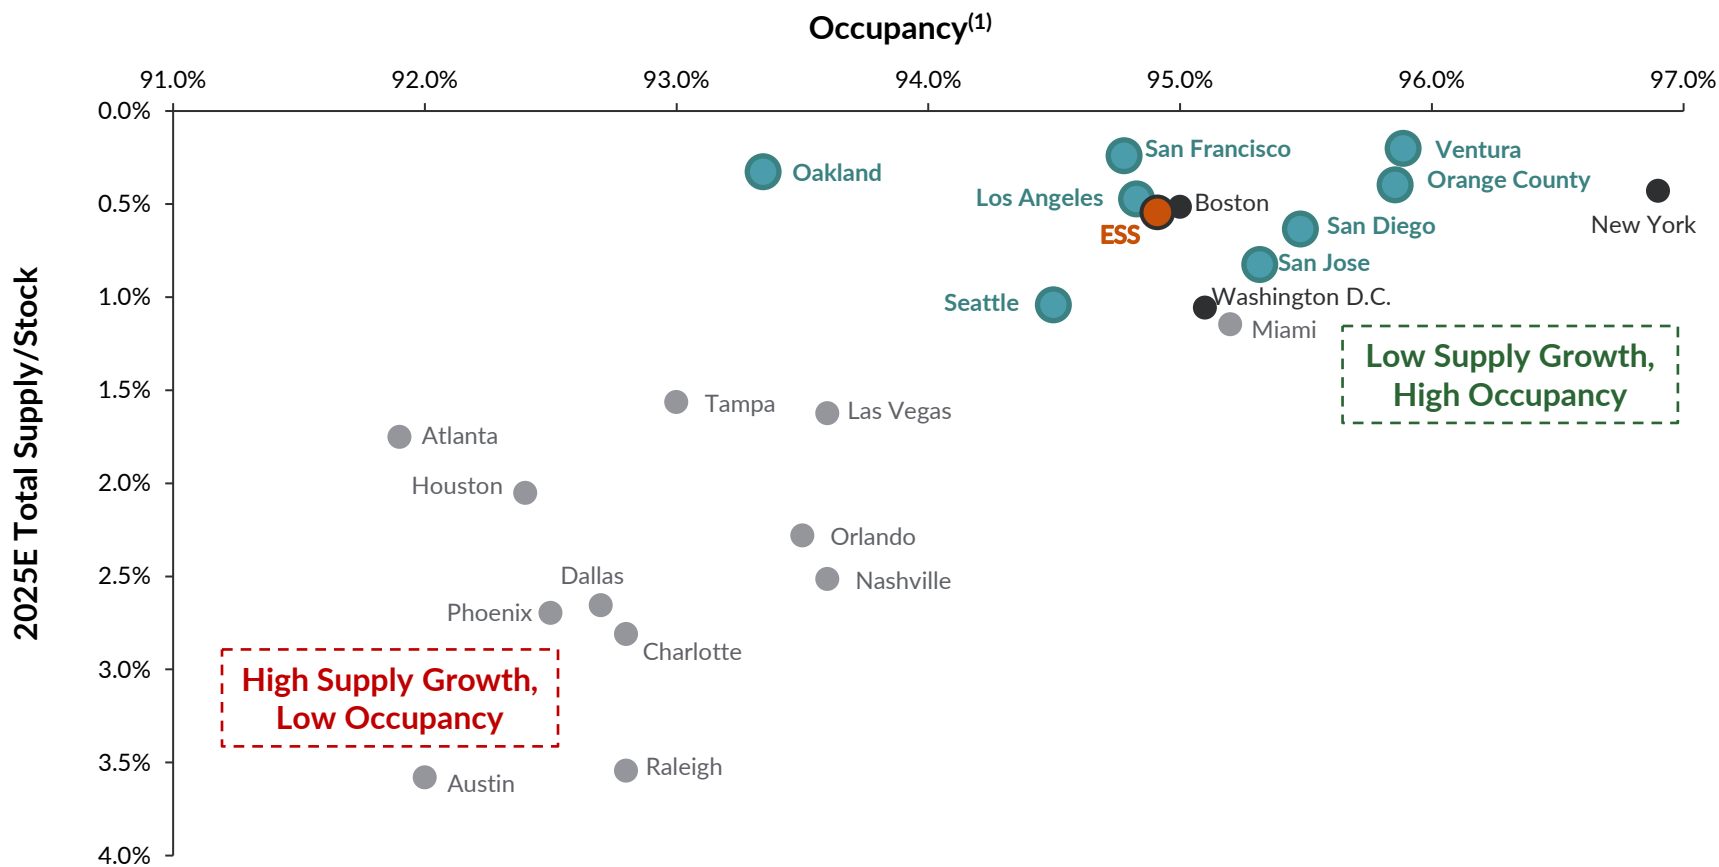 Occupancy(1)
91.0%
92.0%
93.0%
94.0%
95.0%
96.0%
97.0%
2025E Total Supply/Stock
0.0%
0.5%
1.0%
1.5%
2.0%
2.5%
3.0%
3.5%
4.0%
San Francisco
Ventura
Oakland
Orange County
Los Angeles
Boston
New York
ESS
San Diego
San Jose
Seattle
Washington D.C.
Miami
Low Supply Growth,
High Occupancy
Tampa
Las Vegas
Atlanta
Houston
Orlando
Dallas
Nashville
Phoenix
Charlotte
High Supply Growth,
Low Occupancy
Raleigh
Austin